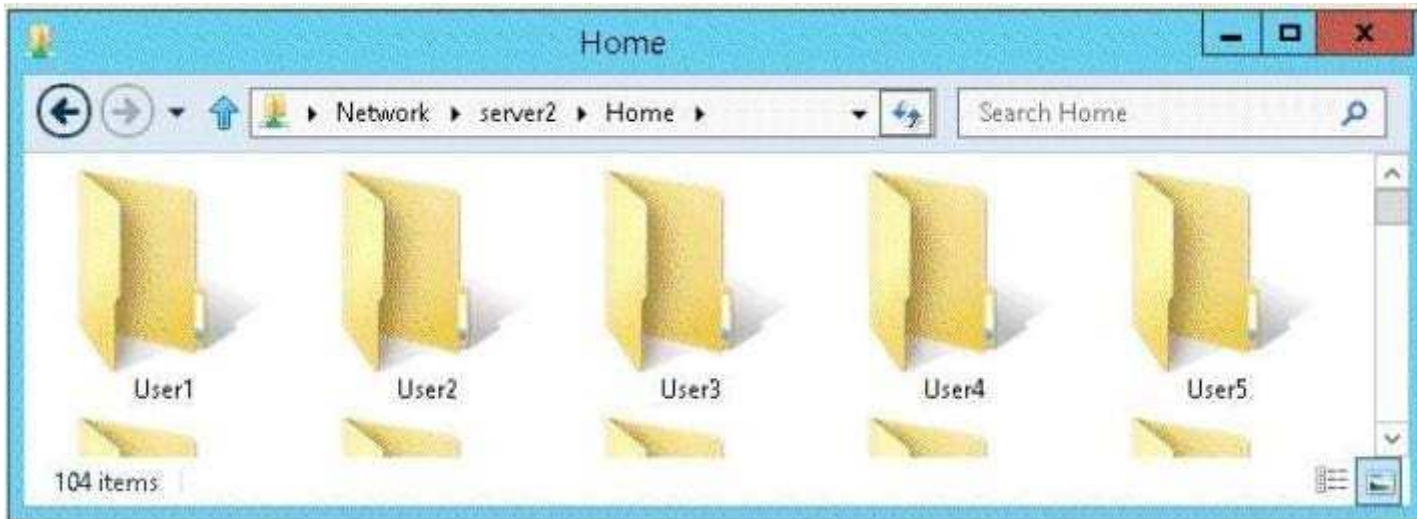 Home
Network server2 Home
Search Home
User1 User2 User3 User4 User5
104 items